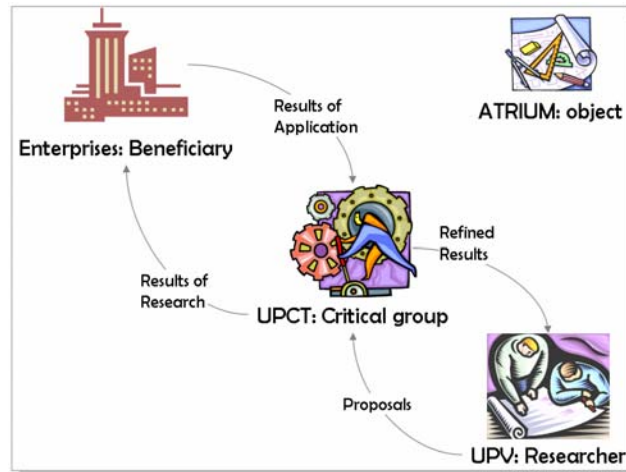 Results of
Application
ATRIUM: object
Enterprises: Beneficiary
Refined
Results
Results of
Research
UPCT: Critical group
Proposals
UPV: Researcher